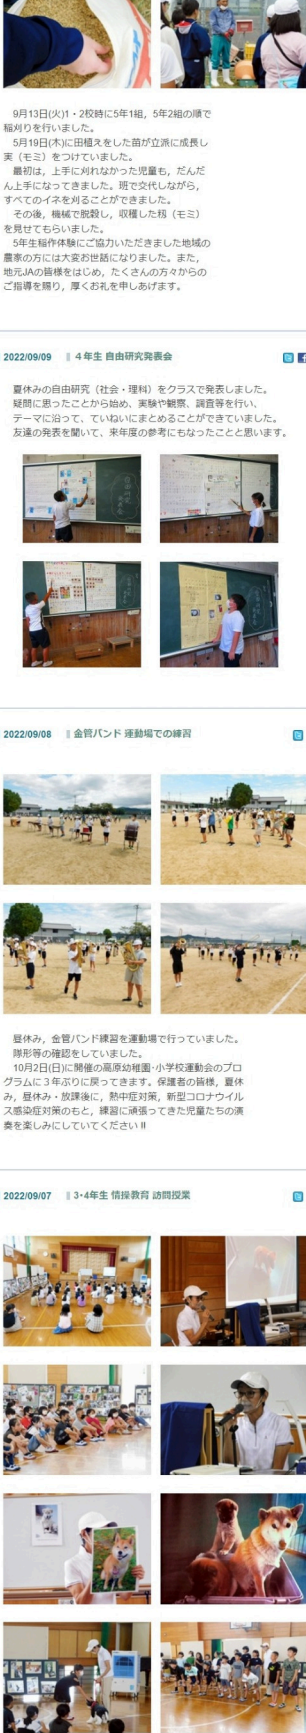 9月13日(火)1・2校時に5年1組，5年2組の順で
稲刈りを行いました。
5月19日(木)に田植えをした苗が立派に成長し
実（モミ）をつけていました。
最初は，上手に刈れなかった児童も，だんだ
ん上手になってきました。班で交代しながら，
すべてのイネを刈ることができました。
その後，機械で脱穀し，収穫した籾（モミ）
を見せてもらいました。
5年生稲作体験にご協力いただきました地域の
農家の方には大変お世話になりました。また，
地元JAの皆様をはじめ，たくさんの方々からの
ご指導を賜り，厚くお礼を申しあげます。
2022/09/09 ４年生 自由研究発表会
夏休みの自由研究（社会・理科）をクラスで発表しました。
疑問に思ったことから始め、実験や観察、調査等を行い、
テーマに沿って、ていねいにまとめることができていました。
友達の発表を聞いて、来年度の参考にもなったことと思います。
2022/09/08 金管バンド 運動場での練習
昼休み，金管バンド練習を運動場で行っていました。
隊形等の確認をしていました。
10月2日(日)に開催の高原幼稚園･小学校運動会のプロ
グラムに３年ぶりに戻ってきます。保護者の皆様，夏休
み，昼休み・放課後に，熱中症対策，新型コロナウイル
ス感染症対策のもと，練習に頑張ってきた児童たちの演
奏を楽しみにしていてください‼
2022/09/07 3･4年生 情操教育 訪問授業